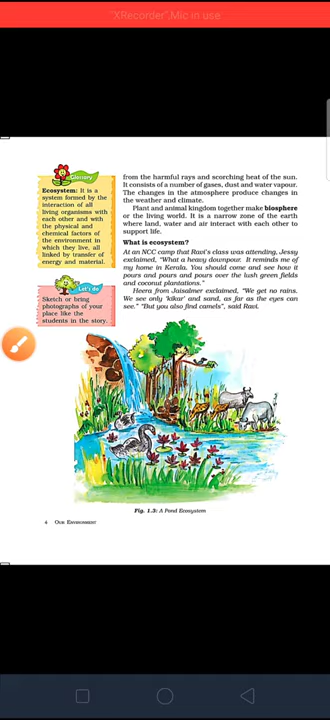 "XRecorder".Mic in use
Glossary
Ecosystem: It is a
system formed by the
interaction of all
living organisms with
each other and with
the physical and
chemical factors of
the environment in
which they live, all
linked by transfer of
energy and material.
Let's do
Sketch or bring
photographs of your
place like the
students in the story.
from the harmful rays and scorching heat of the sun.
It consists of a number of gases, dust and water vapour.
The changes in the atmosphere produce changes in
the weather and climate.
Plant and animal kingdom together make biosphere
or the living world. It is a narrow zone of the earth
where land, water and air interact with each other to
support life.
What is ecosystem?
At an NCC camp that Ravi's class was attending, Jessy
exclaimed, "What a heavy downpour. It reminds me of
my home in Kerala. You should come and see how it
pours and pours and pours over the lush green fields
and coconut plantations."
Heera from Jaisalmer exclaimed, "We get no rains.
We see only 'kikar' and sand, as far as the eyes can
see." "But you also find camels", said Ravi.
Fig. 1.3: A Pond Ecosystem
4 Our Environment